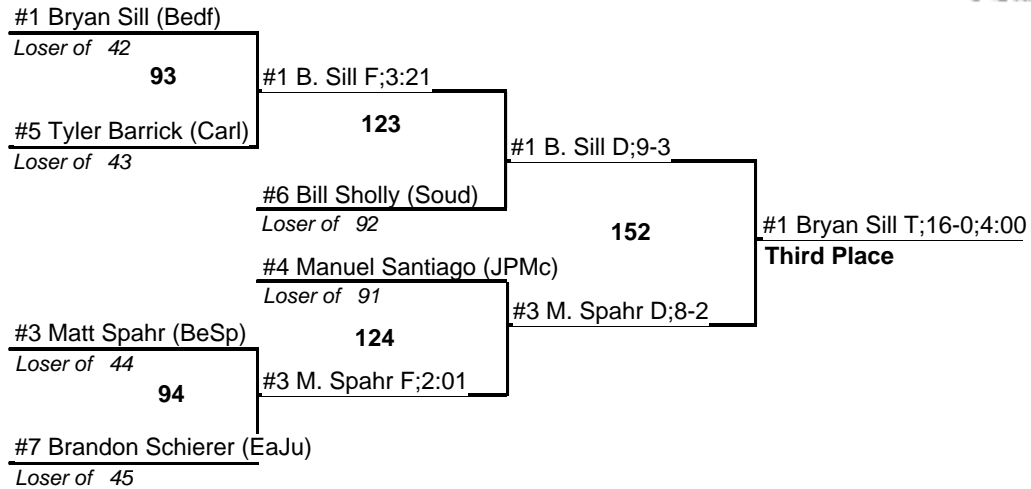 #1 Bryan Sill (Bedf)
Loser of 42
93
#1 B. Sill F;3:21
#5 Tyler Barrick (Carl)
Loser of 43
123
#1 B. Sill D;9-3
#6 Bill Sholly (Soud)
Loser of 92
152
#1 Bryan Sill T;16-0;4:00
Third Place
#4 Manuel Santiago (JPMc)
Loser of 91
#3 M. Spahr D;8-2
#3 Matt Spahr (BeSp)
Loser of 44
124
94
#3 M. Spahr F;2:01
#7 Brandon Schierer (EaJu)
Loser of 45